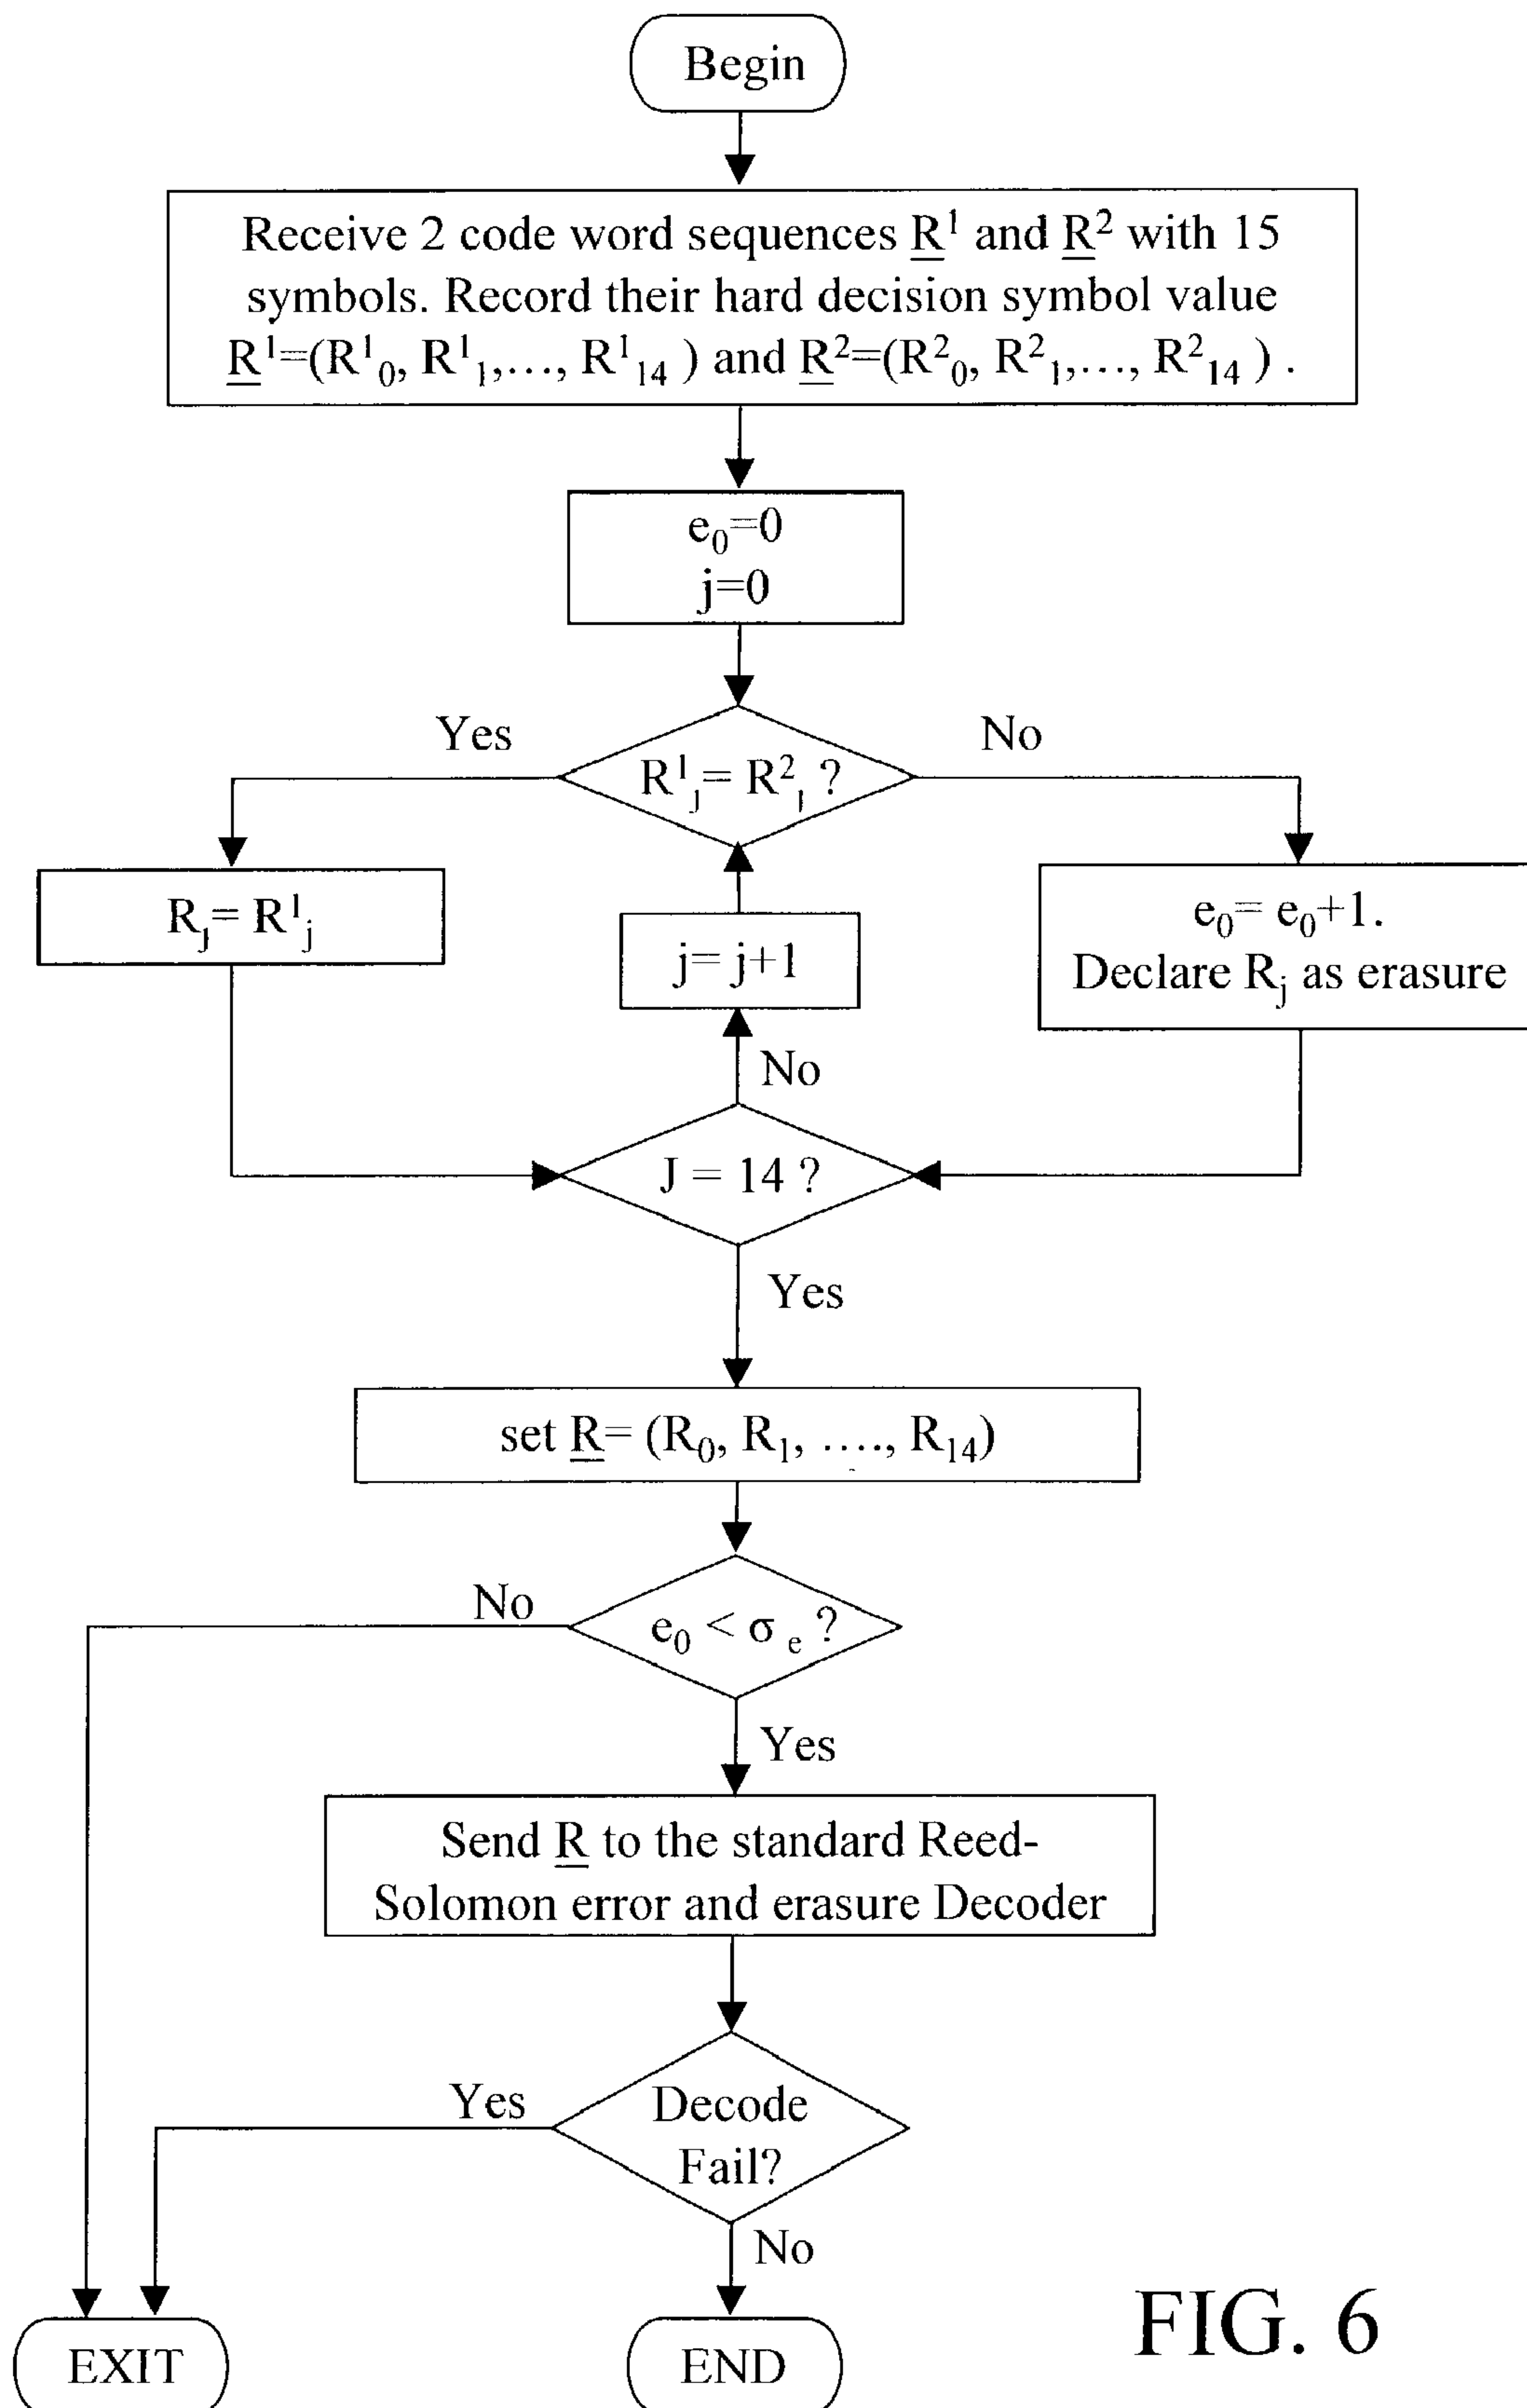 Begin
Receive 2 code word sequences R¹ and R² with 15
symbols. Record their hard decision symbol value
R¹=(R¹₀, R¹₁,..., R¹₁₄ ) and R²=(R²₀, R²₁,..., R²₁₄ ) .
e₀=0
j=0
Yes
No
R¹ⱼ= R²ⱼ ?
Rⱼ= R¹ⱼ
j= j+1
e₀= e₀+1.
Declare Rⱼ as erasure
No
J = 14 ?
Yes
set R= (R₀, R₁, ...., R₁₄)
No
e₀ < σₑ ?
Yes
Send R to the standard Reed-
Solomon error and erasure Decoder
Yes
Decode
Fail?
No
EXIT
END
FIG. 6